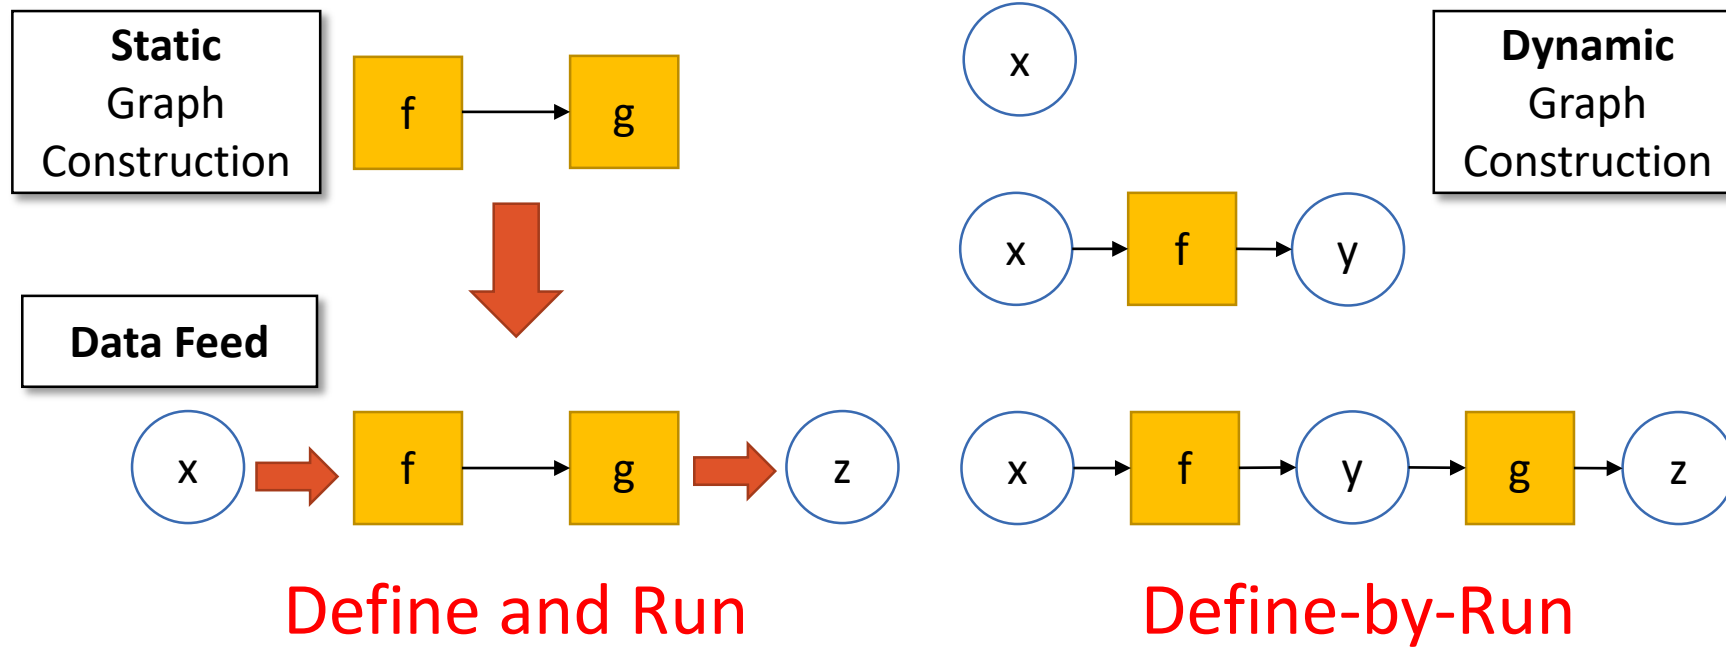 Static
Graph
Construction
f
g
Data Feed
x
f
g
z
Define and Run
x
Dynamic
Graph
Construction
x
f
y
x
f
y
g
z
Define-by-Run